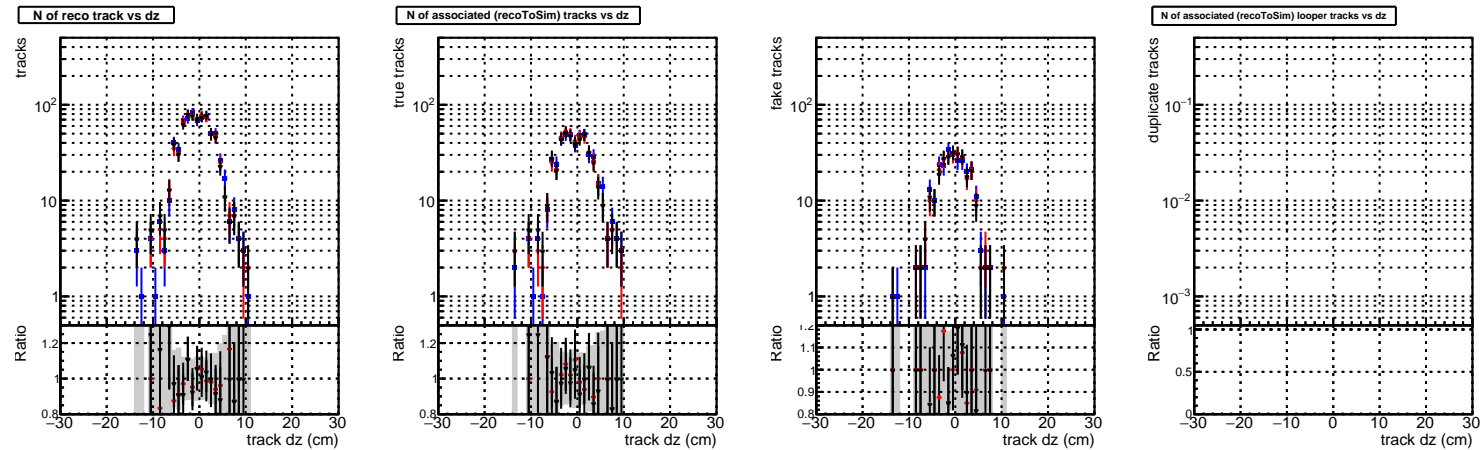 N of reco track vs dz
tracks
10²
10
1
Ratio
1.2
1
0.8
−30 −20 −10 0 10 20 30
track dz (cm)
N of associated (recoToSim) tracks vs dz
true tracks
10²
10
1
Ratio
1.2
1
0.8
−30 −20 −10 0 10 20 30
track dz (cm)
fake tracks
10²
10
1
Ratio
1.2
1.1
1
0.9
0.8
−30 −20 −10 0 10 20 30
track dz (cm)
N of associated (recoToSim) looper tracks vs dz
duplicate tracks
10⁻¹
10⁻²
10⁻³
Ratio
1
0.5
0
−30 −20 −10 0 10 20 30
track dz (cm)